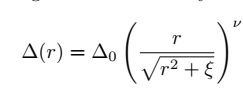 Δ(r) = Δ₀ ( r / √(r² + ξ) )^ν